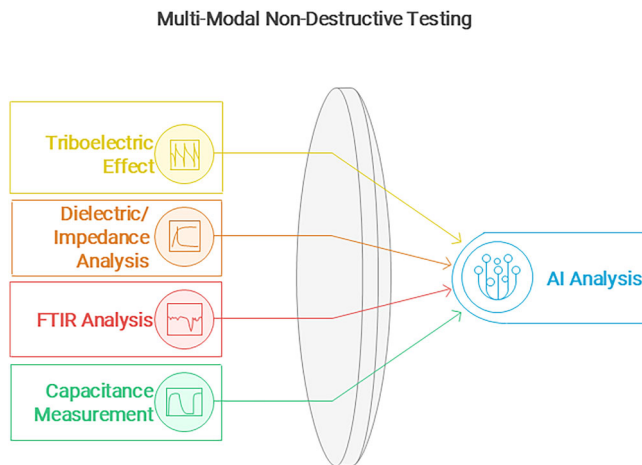 Multi-Modal Non-Destructive Testing
Triboelectric
Effect
Dielectric/
Impedance
Analysis
FTIR Analysis
Capacitance
Measurement
AI Analysis